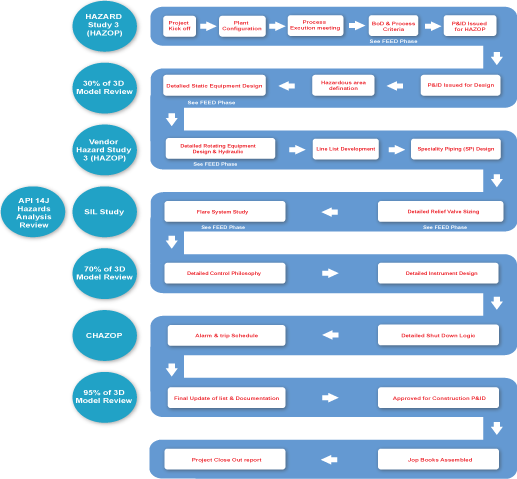 HAZARD
Study 3
(HAZOP)
Project
Kick off
Plant
Configuration
Process
Excution meeting
BoD & Process
Criteria
P&ID Issued
for HAZOP
See FEED Phase
30% of 3D
Model Review
Detailed Static Equipment Design
Hazardous area
defination
P&ID Issued for Design
See FEED Phase
Vendor
Hazard Study
3 (HAZOP)
Detailed Rotating Equipment
Design & Hydraulic
Line List Development
Speciality Piping (SP) Design
See FEED Phase
API 14J
Hazards
Analysis
Review
SIL Study
Flare System Study
Detailed Relief Valve Sizing
See FEED Phase
See FEED Phase
70% of 3D
Model Review
Detailed Control Philosophy
Detailed Instrument Design
CHAZOP
Alarm & trip Schedule
Detailed Shut Down Logic
95% of 3D
Model Review
Final Update of list & Documentation
Approved for Construction P&ID
Project Close Out report
Jop Books Assembled